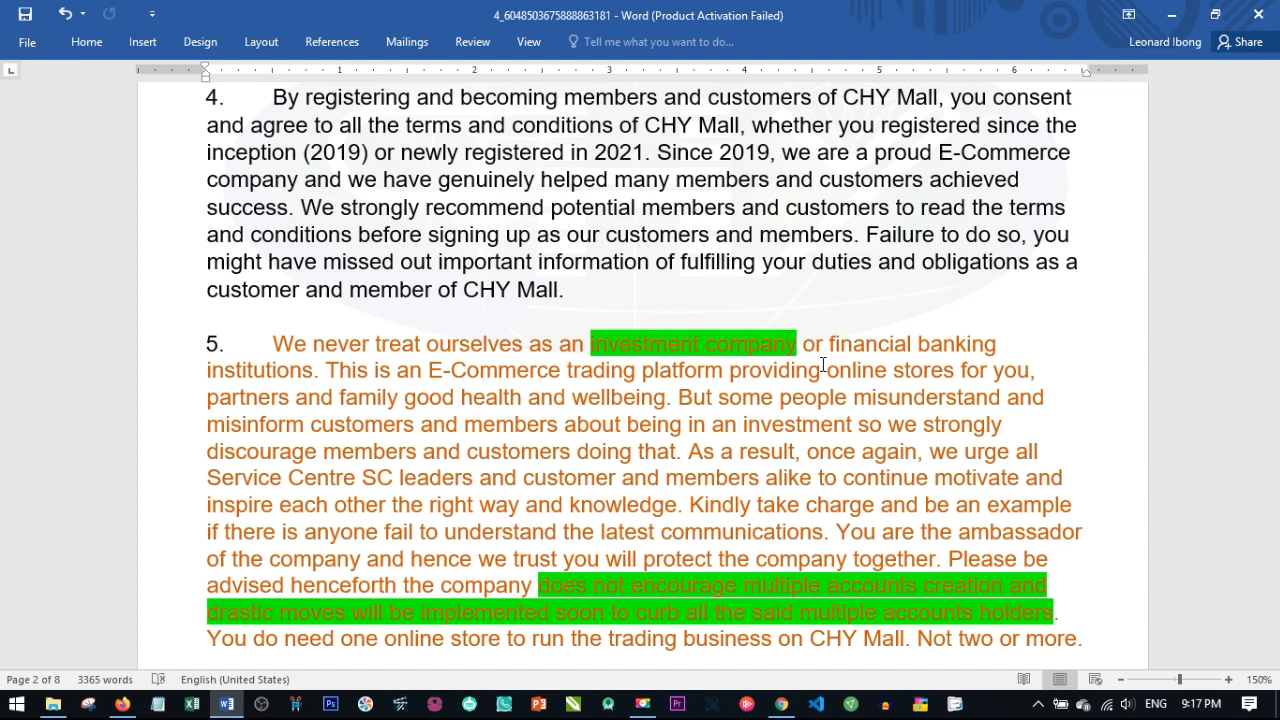 4_6048503675888863181 - Word (Product Activation Failed)
File Home Insert Design Layout References Mailings Review View Tell me what you want to do... Leonard Ibong Share
1 2 3 4 5 6
4. By registering and becoming members and customers of CHY Mall, you consent
and agree to all the terms and conditions of CHY Mall, whether you registered since the
inception (2019) or newly registered in 2021. Since 2019, we are a proud E-Commerce
company and we have genuinely helped many members and customers achieved
success. We strongly recommend potential members and customers to read the terms
and conditions before signing up as our customers and members. Failure to do so, you
might have missed out important information of fulfilling your duties and obligations as a
customer and member of CHY Mall.
5. We never treat ourselves as an investment company or financial banking
institutions. This is an E-Commerce trading platform providing online stores for you,
partners and family good health and wellbeing. But some people misunderstand and
misinform customers and members about being in an investment so we strongly
discourage members and customers doing that. As a result, once again, we urge all
Service Centre SC leaders and customer and members alike to continue motivate and
inspire each other the right way and knowledge. Kindly take charge and be an example
if there is anyone fail to understand the latest communications. You are the ambassador
of the company and hence we trust you will protect the company together. Please be
advised henceforth the company does not encourage multiple accounts creation and
drastic moves will be implemented soon to curb all the said multiple accounts holders.
You do need one online store to run the trading business on CHY Mall. Not two or more.
Page 2 of 8 3365 words English (United States) 150%
ENG 9:17 PM